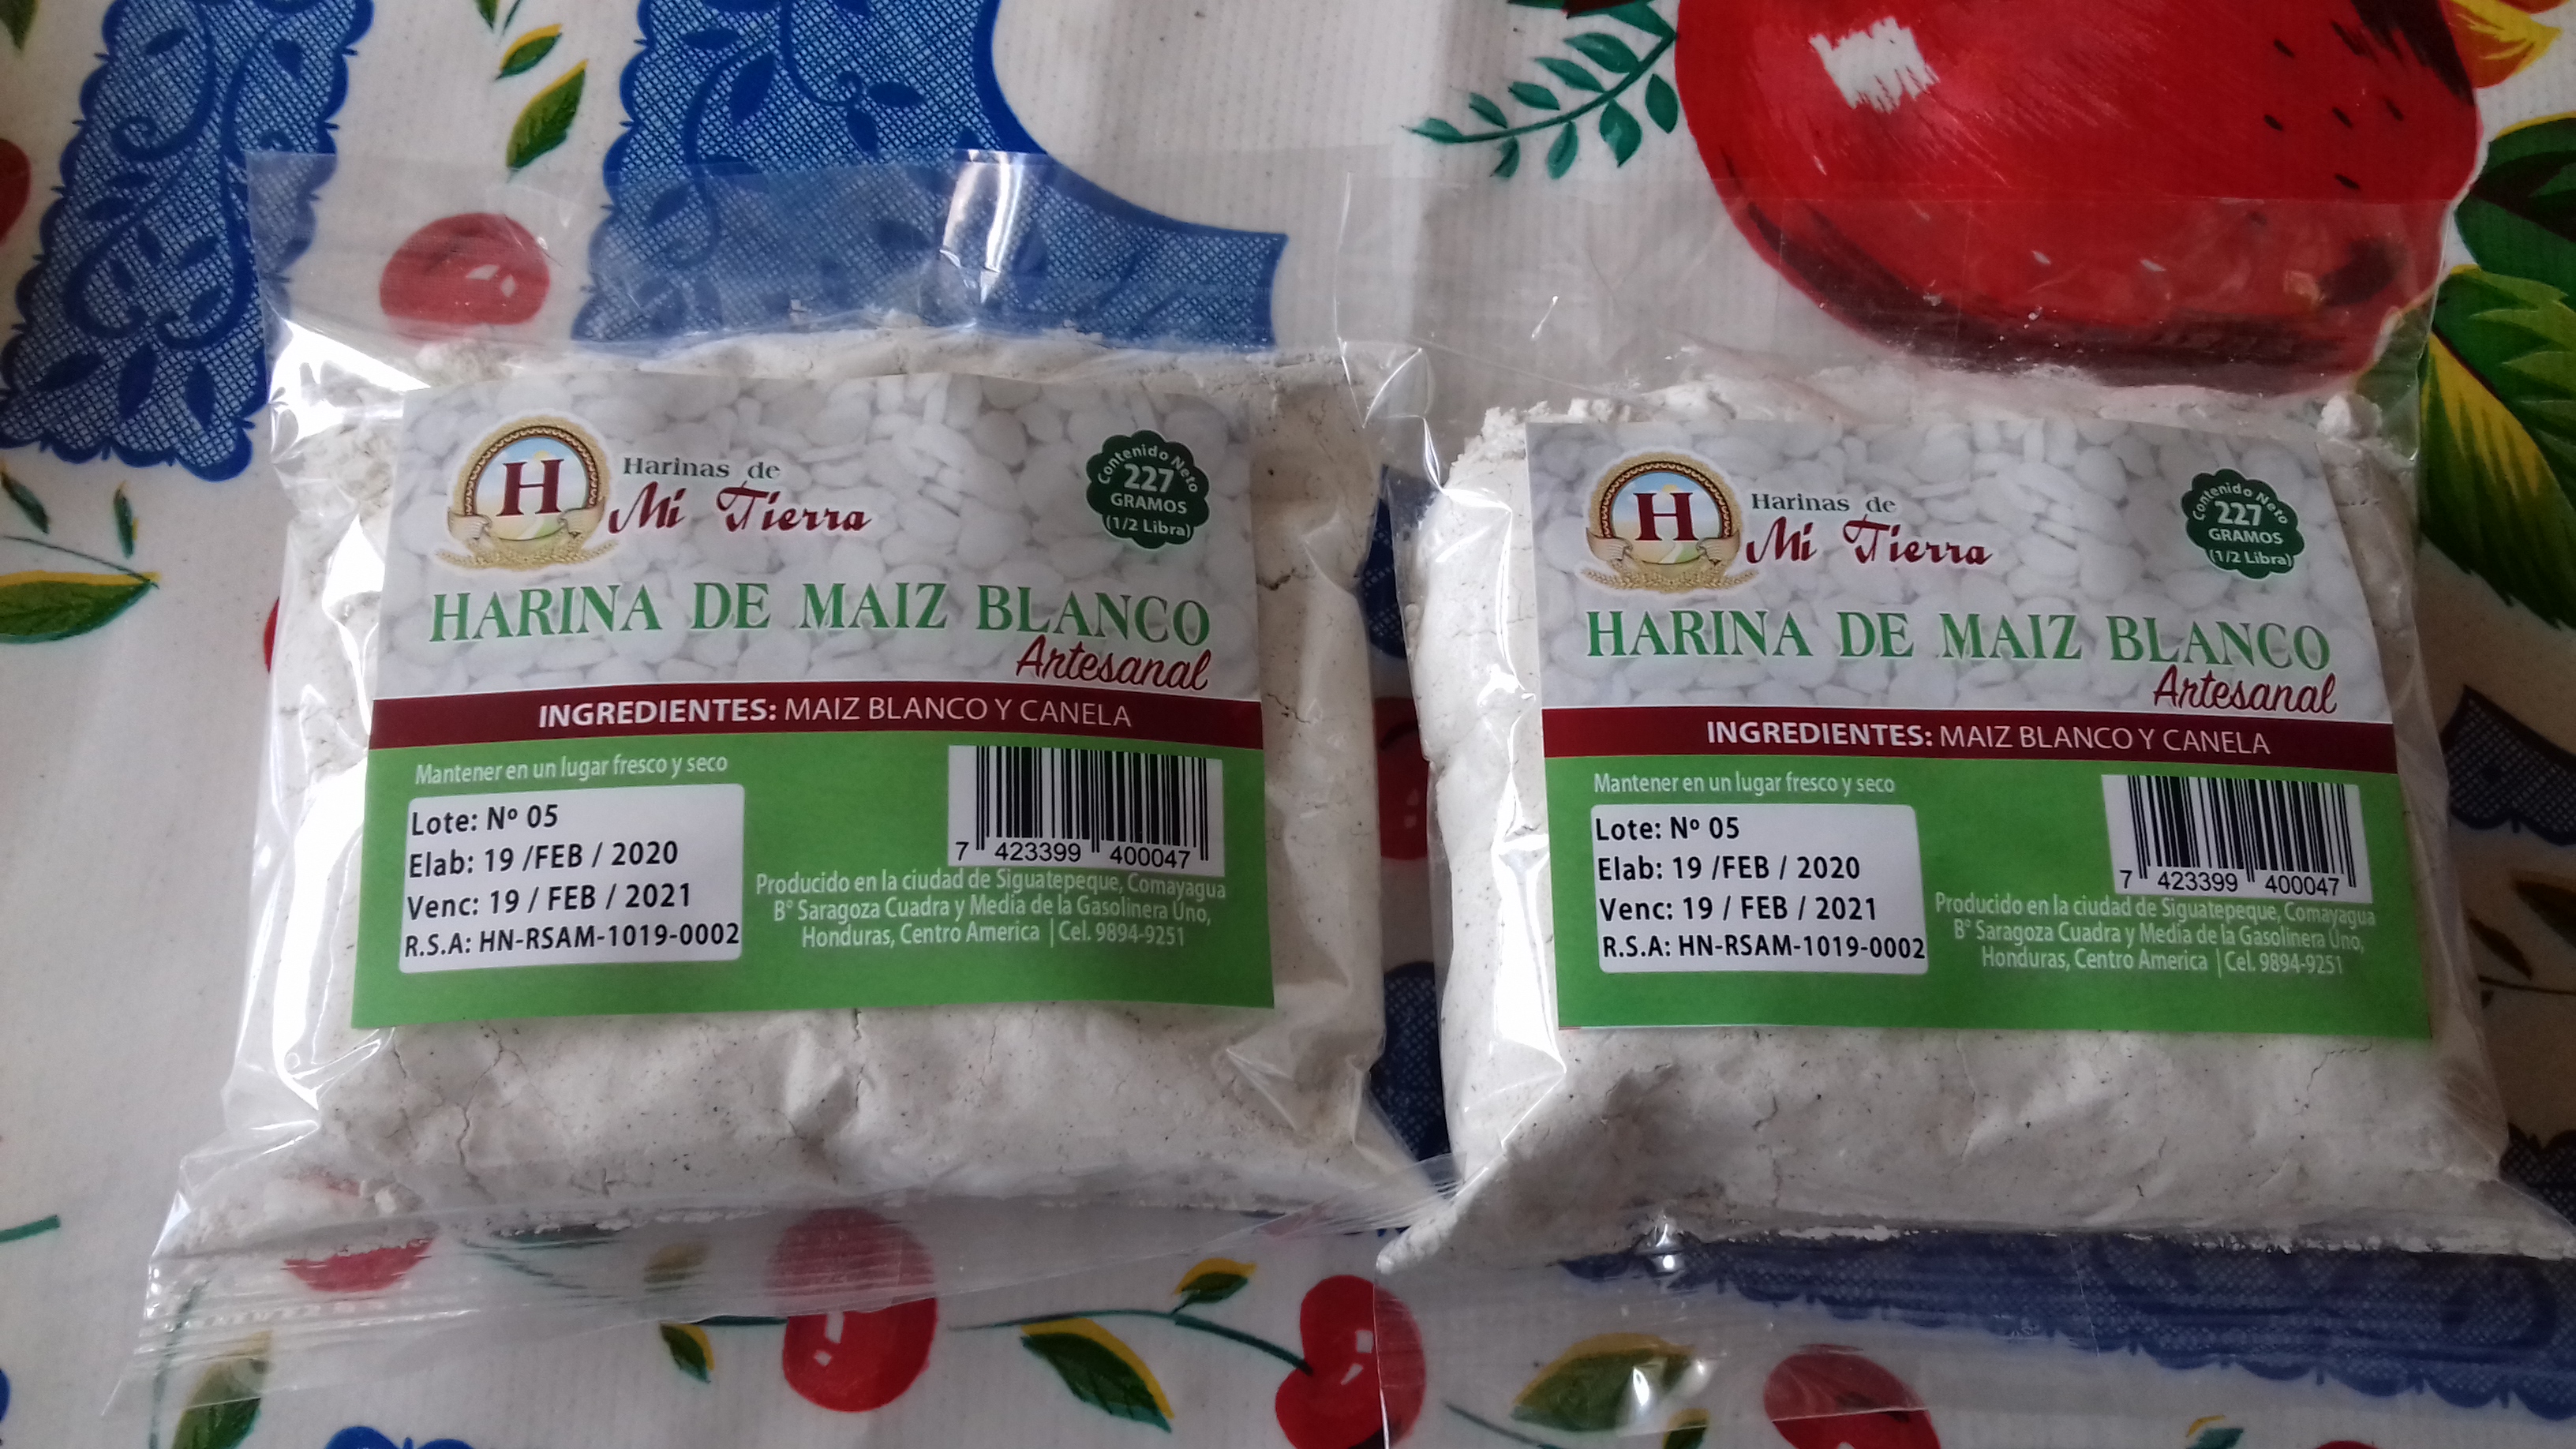 H
Harinas de
Mi Tierra
Contenido Neto
227
GRAMOS
(1/2 Libra)
HARINA DE MAIZ BLANCO
Artesanal
INGREDIENTES: MAIZ BLANCO Y CANELA
Mantener en un lugar fresco y seco
Lote: Nº 05
Elab: 19 /FEB / 2020
Venc: 19 / FEB / 2021
R.S.A: HN-RSAM-1019-0002
7 423399 400047
Producido en la ciudad de Siguatepeque, Comayagua
Bº Saragoza Cuadra y Media de la Gasolinera Uno,
Honduras, Centro America | Cel. 9894-9251
H
Harinas de
Mi Tierra
Contenido Neto
227
GRAMOS
(1/2 Libra)
HARINA DE MAIZ BLANCO
Artesanal
INGREDIENTES: MAIZ BLANCO Y CANELA
Mantener en un lugar fresco y seco
Lote: Nº 05
Elab: 19 /FEB / 2020
Venc: 19 / FEB / 2021
R.S.A: HN-RSAM-1019-0002
7 423399 400047
Producido en la ciudad de Siguatepeque, Comayagua
Bº Saragoza Cuadra y Media de la Gasolinera Uno,
Honduras, Centro America | Cel. 9894-9251